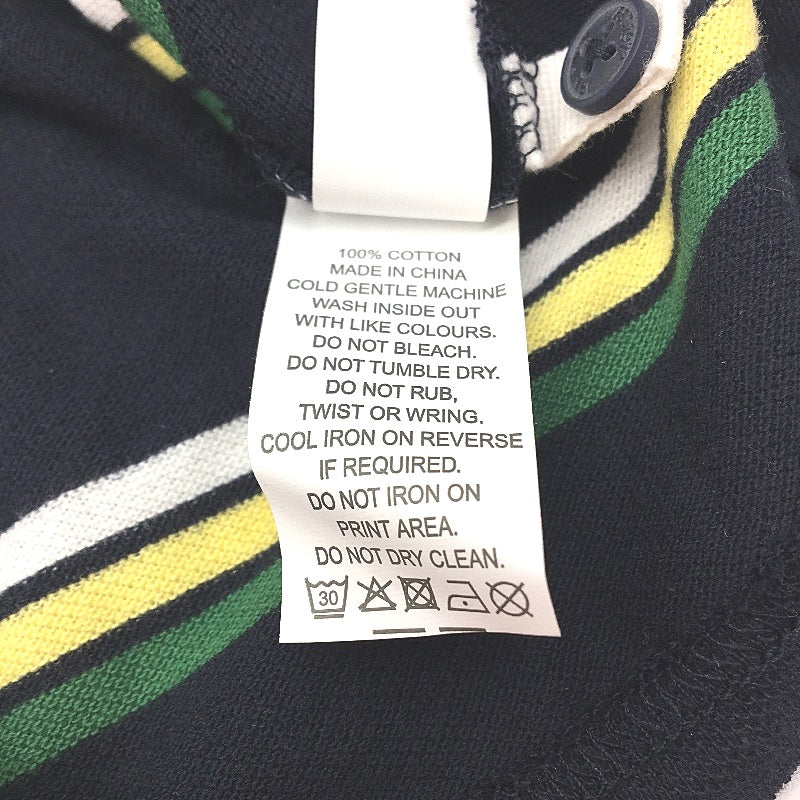 100% COTTON
MADE IN CHINA
COLD GENTLE MACHINE
WASH INSIDE OUT
WITH LIKE COLOURS.
DO NOT BLEACH.
DO NOT TUMBLE DRY.
DO NOT RUB,
TWIST OR WRING.
COOL IRON ON REVERSE
IF REQUIRED.
DO NOT IRON ON
PRINT AREA.
DO NOT DRY CLEAN.
30